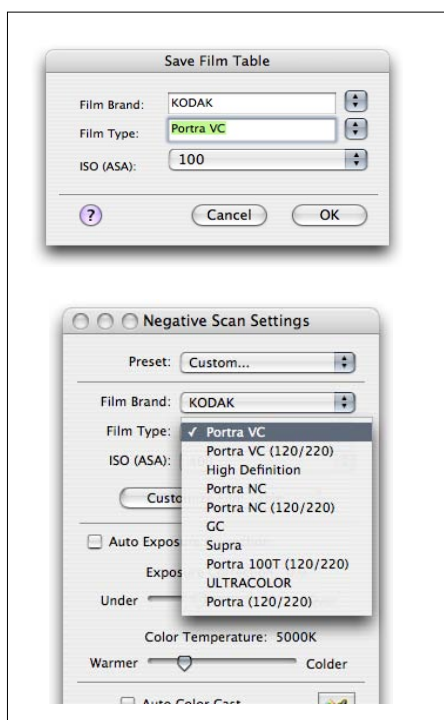 Save Film Table
Film Brand: KODAK
Film Type: Portra VC
ISO (ASA): 100
? Cancel OK
Negative Scan Settings
Preset: Custom...
Film Brand: KODAK
Film Type: ✓ Portra VC
Portra VC (120/220)
ISO (ASA):
High Definition
Portra NC
Custo
Portra NC (120/220)
GC
Auto Expos
Supra
Portra 100T (120/220)
Expos
ULTRACOLOR
Under
Portra (120/220)
Color Temperature: 5000K
Warmer Colder
Auto Color Cast